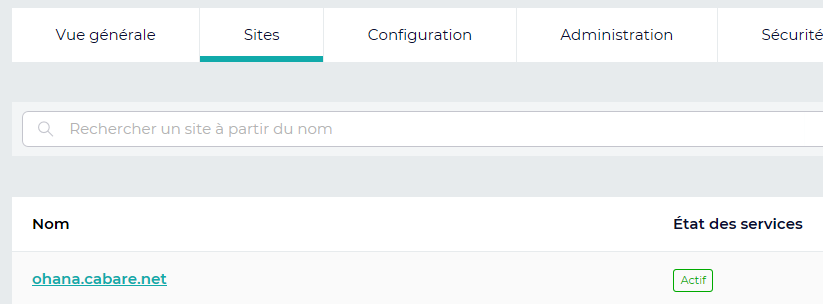 Vue générale Sites Configuration Administration Sécurité
Rechercher un site à partir du nom
Nom État des services
ohana.cabare.net Actif